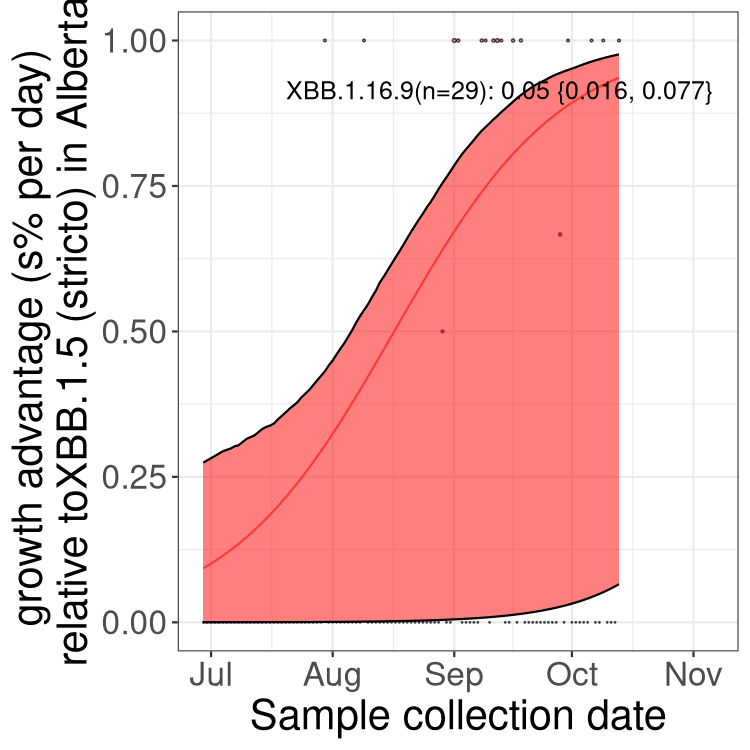 growth advantage (s% per day)
relative toXBB.1.5 (stricto) in Alberta
1.00
0.75
0.50
0.25
0.00
XBB.1.16.9(n=29): 0.05 {0.016, 0.077}
Jul Aug Sep Oct Nov
Sample collection date